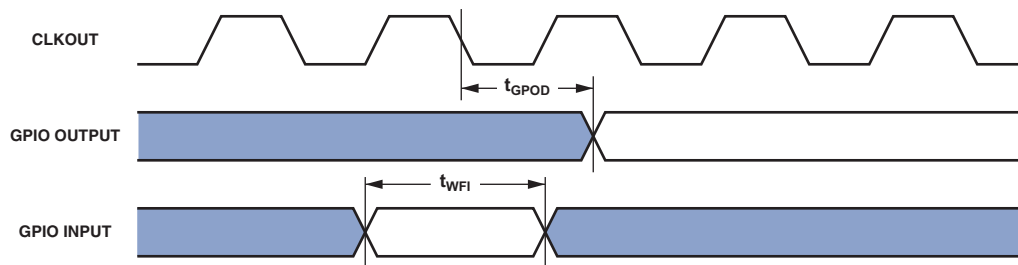 CLKOUT
tGPOD
GPIO OUTPUT
tWFI
GPIO INPUT